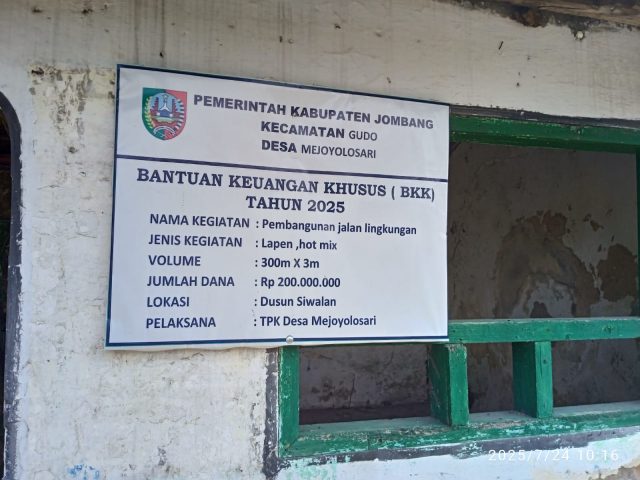 PEMERINTAH KABUPATEN JOMBANG
KECAMATAN GUDO
DESA MEJOYOLOSARI
BANTUAN KEUANGAN KHUSUS ( BKK)
TAHUN 2025
NAMA KEGIATAN : Pembangunan jalan lingkungan
JENIS KEGIATAN : Lapen ,hot mix
VOLUME : 300m X 3m
JUMLAH DANA : Rp 200.000.000
LOKASI : Dusun Siwalan
PELAKSANA : TPK Desa Mejoyolosari
2025/7/24 10:16